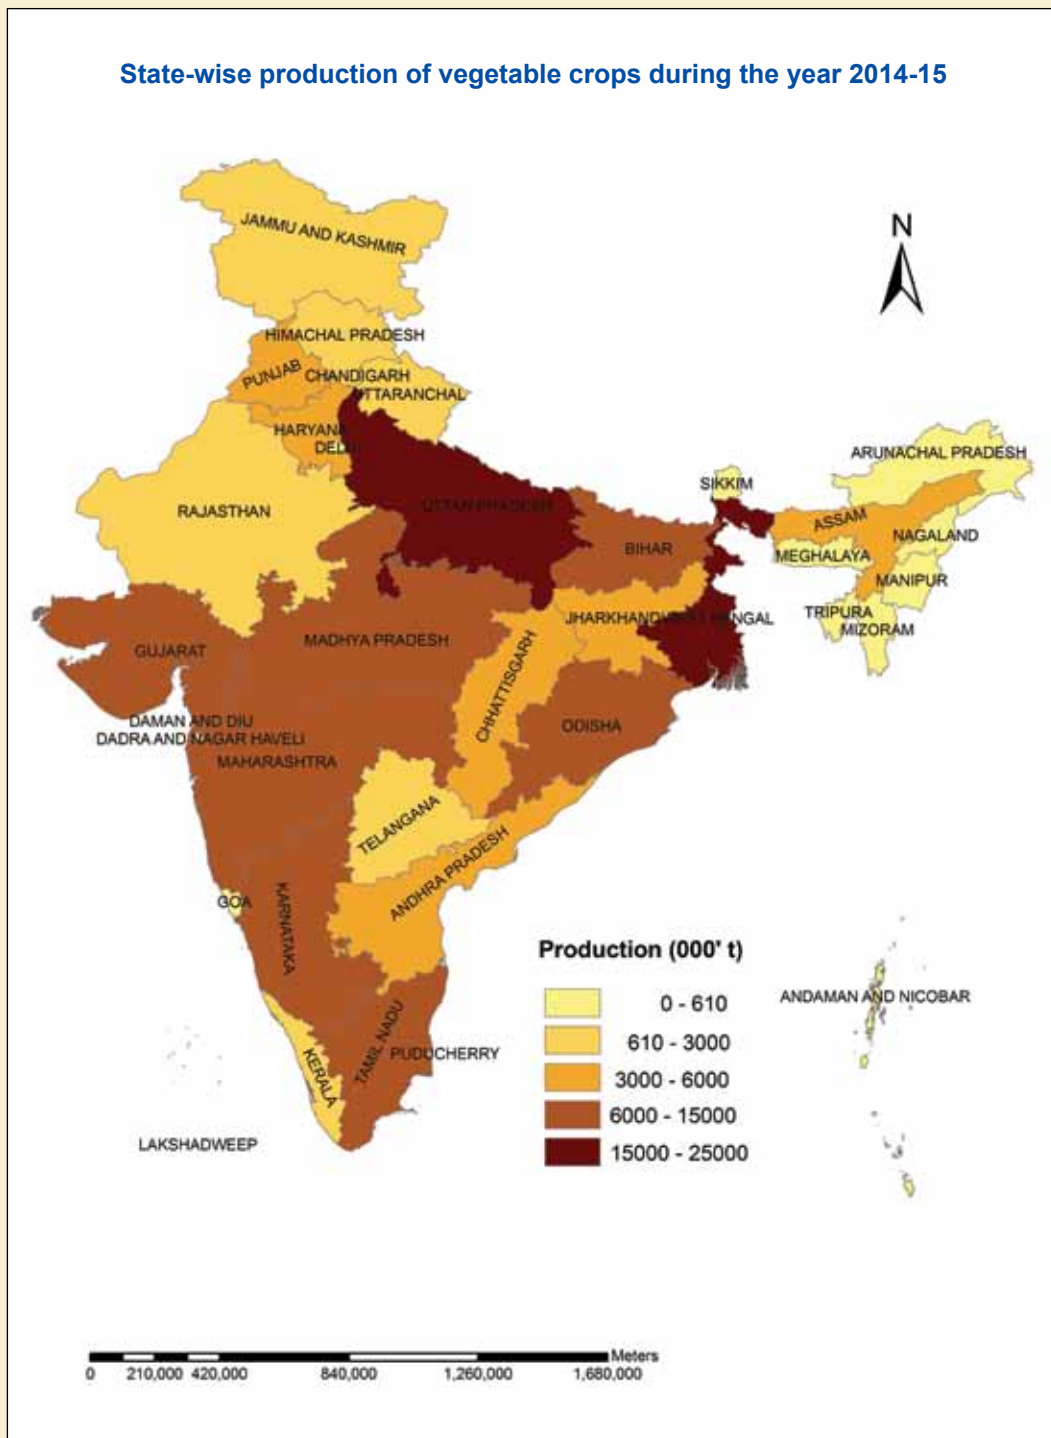 State-wise production of vegetable crops during the year 2014-15
N
JAMMU AND KASHMIR
HIMACHAL PRADESH
PUNJAB
CHANDIGARH
UTTARANCHAL
HARYANA
DELHI
ARUNACHAL PRADESH
SIKKIM
RAJASTHAN
UTTAN PRADESH
ASSAM
NAGALAND
BIHAR
MEGHALAYA
MANIPUR
TRIPURA
MIZORAM
JHARKHAND
BENGAL
MADHYA PRADESH
GUJARAT
CHHATTISGARH
ODISHA
DAMAN AND DIU
DADRA AND NAGAR HAVELI
MAHARASHTRA
TELANGANA
ANDHRA PRADESH
GOA
KARNATAKA
Production (000' t)
0 - 610
610 - 3000
3000 - 6000
6000 - 15000
15000 - 25000
ANDAMAN AND NICOBAR
TAMIL NADU
PUDUCHERRY
KERALA
LAKSHADWEEP
Meters
0 210,000 420,000 840,000 1,260,000 1,680,000